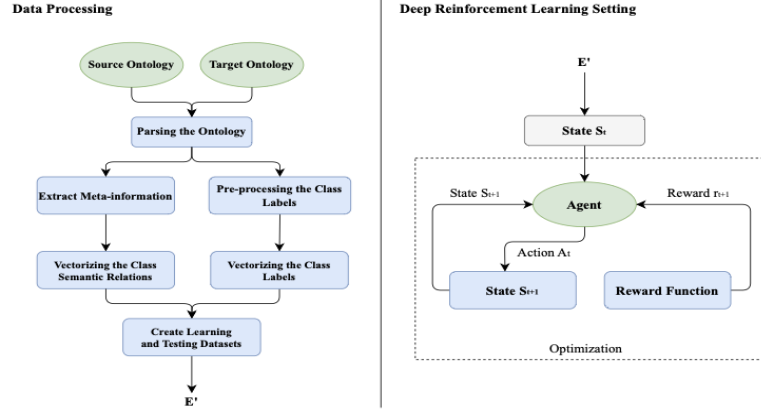 Data Processing
Source Ontology
Target Ontology
Parsing the Ontology
Extract Meta-information
Pre-processing the Class
Labels
Vectorizing the Class
Semantic Relations
Vectorizing the Class
Labels
Create Learning
and Testing Datasets
E'
Deep Reinforcement Learning Setting
E'
State Sₜ
State Sₜ₊₁
Reward rₜ₊₁
Agent
Action Aₜ
State Sₜ₊₁
Reward Function
Optimization